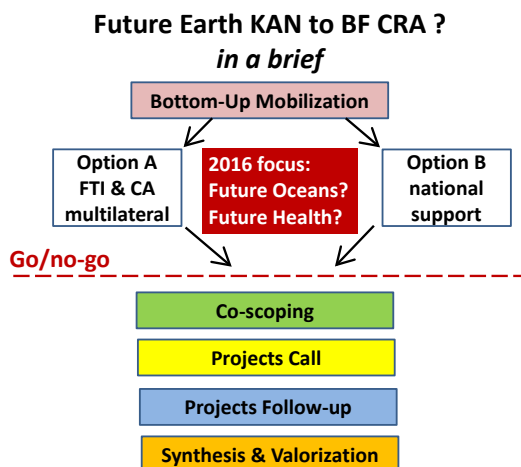 Future Earth KAN to BF CRA ?
in a brief
Bottom-Up Mobilization
Option A
FTI & CA
multilateral
2016 focus:
Future Oceans?
Future Health?
Option B
national
support
Go/no-go
Co-scoping
Projects Call
Projects Follow-up
Synthesis & Valorization